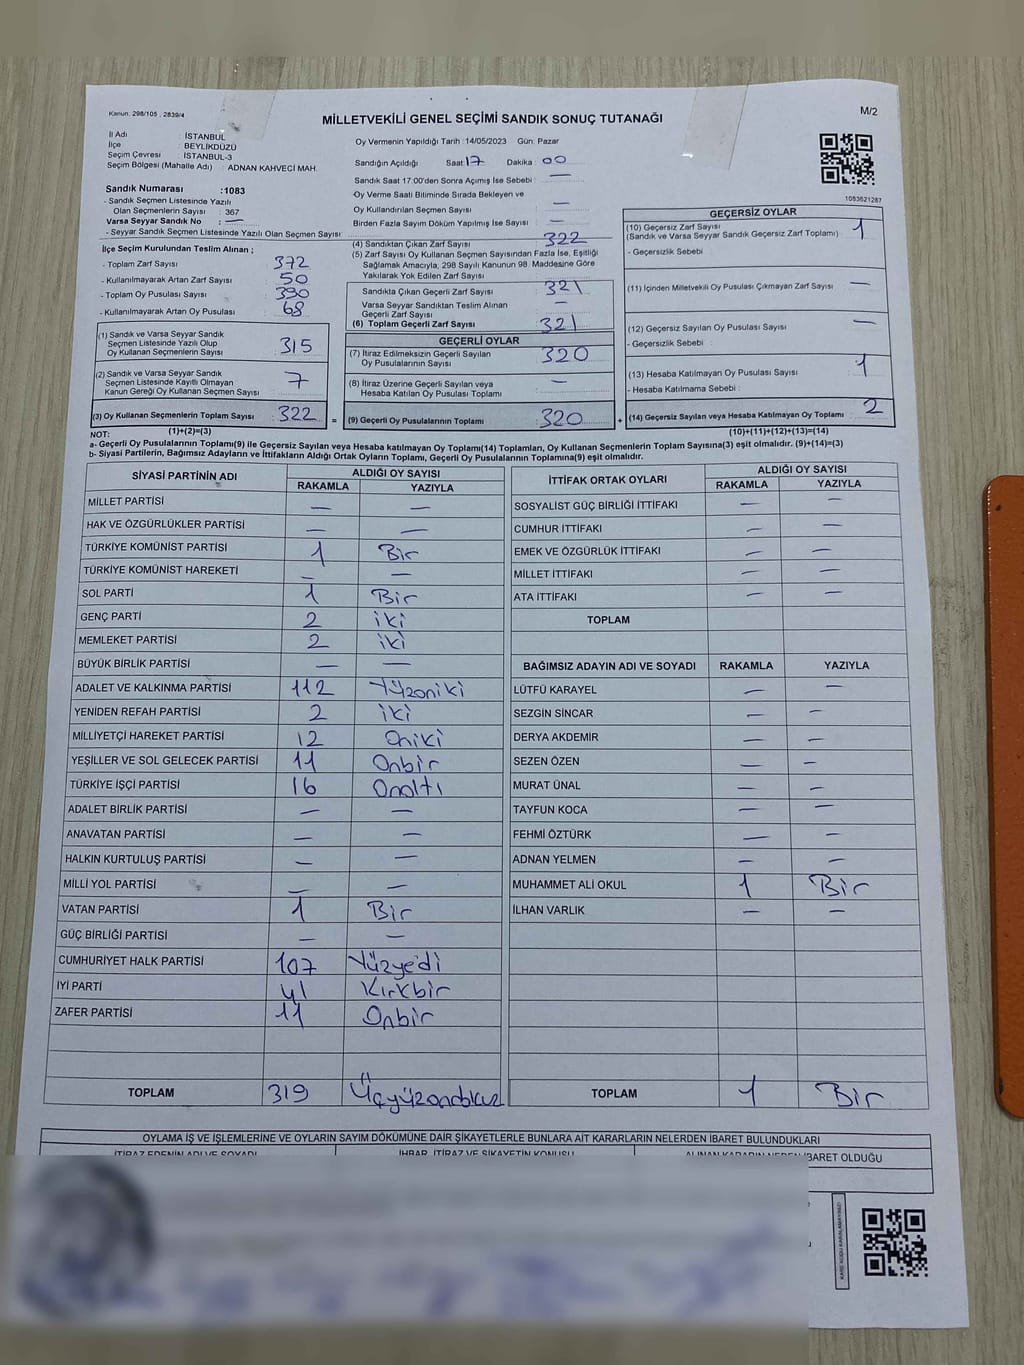 Kanun: 298/105 , 2839/4
M/2
MİLLETVEKİLİ GENEL SEÇİMİ SANDIK SONUÇ TUTANAĞI
İl Adı : İSTANBUL
İlçe : BEYLİKDÜZÜ
Seçim Çevresi : İSTANBUL-3
Seçim Bölgesi (Mahalle Adı) : ADNAN KAHVECİ MAH.
Sandık Numarası :1083
- Sandık Seçmen Listesinde Yazılı
Olan Seçmenlerin Sayısı : 367
Varsa Seyyar Sandık No : —
- Seyyar Sandık Seçmen Listesinde Yazılı Olan Seçmen Sayısı
İlçe Seçim Kurulundan Teslim Alınan ;
- Toplam Zarf Sayısı 372
- Kullanılmayarak Artan Zarf Sayısı 50
- Toplam Oy Pusulası Sayısı 390
- Kullanılmayarak Artan Oy Pusulası 68
(1) Sandık ve Varsa Seyyar Sandık
Seçmen Listesinde Yazılı Olup
Oy Kullanan Seçmenlerin Sayısı 315
(2) Sandık ve Varsa Seyyar Sandık
Seçmen Listesinde Kayıtlı Olmayan
Kanun Gereği Oy Kullanan Seçmen Sayısı 7
(3) Oy Kullanan Seçmenlerin Toplam Sayısı 322
(1)+(2)=(3)
Oy Vermenin Yapıldığı Tarih :14/05/2023 Gün: Pazar
Sandığın Açıldığı Saat 17 Dakika : 00
Sandık Saat 17:00'den Sonra Açılmış İse Sebebi : —
Oy Verme Saati Bitiminde Sırada Bekleyen ve
Oy Kullandırılan Seçmen Sayısı —
Birden Fazla Sayım Döküm Yapılmış İse Sayısı : —
(4) Sandıktan Çıkan Zarf Sayısı 322
(5) Zarf Sayısı Oy Kullanan Seçmen Sayısından Fazla İse, Eşitliği
Sağlamak Amacıyla, 298 Sayılı Kanunun 98. Maddesine Göre
Yakılarak Yok Edilen Zarf Sayısı
Sandıkta Çıkan Geçerli Zarf Sayısı 321
Varsa Seyyar Sandıktan Teslim Alınan
Geçerli Zarf Sayısı —
(6) Toplam Geçerli Zarf Sayısı 321
GEÇERLİ OYLAR
(7) İtiraz Edilmeksizin Geçerli Sayılan
Oy Pusulasının Sayısı 320
(8) İtiraz Üzerine Geçerli Sayılan veya
Hesaba Katılan Oy Pusulası Toplamı —
= (9) Geçerli Oy Pusulalarının Toplamı 320
1083621287
GEÇERSİZ OYLAR
(10) Geçersiz Zarf Sayısı
(Sandık ve Varsa Seyyar Sandık Geçersiz Zarf Toplamı) 1
- Geçersizlik Sebebi
(11) İçinden Milletvekili Oy Pusulası Çıkmayan Zarf Sayısı —
(12) Geçersiz Sayılan Oy Pusulası Sayısı —
- Geçersizlik Sebebi :
(13) Hesaba Katılmayan Oy Pusulası Sayısı 1
- Hesaba Katılmama Sebebi :
+ (14) Geçersiz Sayılan veya Hesaba Katılmayan Oy Toplamı 2
(10)+(11)+(12)+(13)=(14)
NOT:
a- Geçerli Oy Pusulalarının Toplamı(9) ile Geçersiz Sayılan veya Hesaba katılmayan Oy Toplamı(14) Toplamları, Oy Kullanan Seçmenlerin Toplam Sayısına(3) eşit olmalıdır. (9)+(14)=(3)
b- Siyasi Partilerin, Bağımsız Adayların ve İttifakların Aldığı Ortak Oyların Toplamı, Geçerli Oy Pusulalarının Toplamına(9) eşit olmalıdır.
SİYASİ PARTİNİN ADI ALDIĞI OY SAYISI
RAKAMLA YAZIYLA
MİLLET PARTİSİ — —
HAK VE ÖZGÜRLÜKLER PARTİSİ — —
TÜRKİYE KOMÜNİST PARTİSİ 1 Bir
TÜRKİYE KOMÜNİST HAREKETİ — —
SOL PARTİ 1 Bir
GENÇ PARTİ 2 iki
MEMLEKET PARTİSİ 2 iki
BÜYÜK BİRLİK PARTİSİ — —
ADALET VE KALKINMA PARTİSİ 112 Yüzoniki
YENİDEN REFAH PARTİSİ 2 iki
MİLLİYETÇİ HAREKET PARTİSİ 12 Oniki
YEŞİLLER VE SOL GELECEK PARTİSİ 11 Onbir
TÜRKİYE İŞÇİ PARTİSİ 16 Onaltı
ADALET BİRLİK PARTİSİ — —
ANAVATAN PARTİSİ — —
HALKIN KURTULUŞ PARTİSİ — —
MİLLİ YOL PARTİSİ — —
VATAN PARTİSİ 1 Bir
GÜÇ BİRLİĞİ PARTİSİ — —
CUMHURİYET HALK PARTİSİ 107 Yüzyedi
İYİ PARTİ 41 Kırkbir
ZAFER PARTİSİ 11 Onbir
TOPLAM 319 Üçyüzondokuz
İTTİFAK ORTAK OYLARI ALDIĞI OY SAYISI
RAKAMLA YAZIYLA
SOSYALİST GÜÇ BİRLİĞİ İTTİFAKI — —
CUMHUR İTTİFAKI — —
EMEK VE ÖZGÜRLÜK İTTİFAKI — —
MİLLET İTTİFAKI — —
ATA İTTİFAKI — —
TOPLAM
BAĞIMSIZ ADAYIN ADI VE SOYADI RAKAMLA YAZIYLA
LÜTFÜ KARAYEL — —
SEZGİN SİNCAR — —
DERYA AKDEMİR — —
SEZEN ÖZEN — —
MURAT ÜNAL — —
TAYFUN KOCA — —
FEHMİ ÖZTÜRK — —
ADNAN YELMEN — —
MUHAMMET ALİ OKUL 1 Bir
İLHAN VARLIK — —
TOPLAM 1 Bir
OYLAMA İŞ VE İŞLEMLERİNE VE OYLARIN SAYIM DÖKÜMÜNE DAİR ŞİKAYETLERLE BUNLARA AİT KARARLARIN NELERDEN İBARET BULUNDUKLARI
İTİRAZ EDENİN ADI VE SOYADI İHBAR, İTİRAZ VE ŞİKAYETİN KONUSU ALINAN KARARIN NEDEN İBARET OLDUĞU